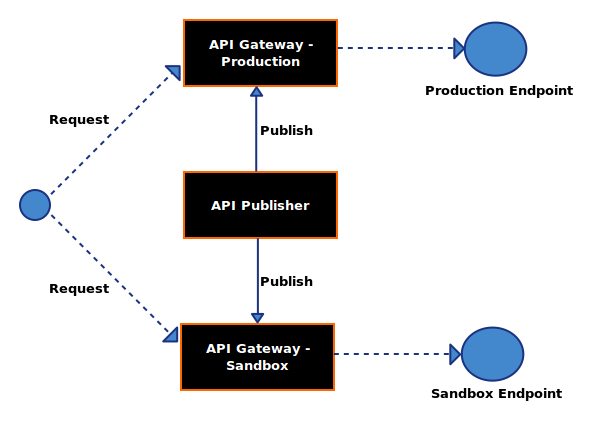 API Gateway -
Production
Production Endpoint
Request
Publish
API Publisher
Publish
Request
API Gateway -
Sandbox
Sandbox Endpoint